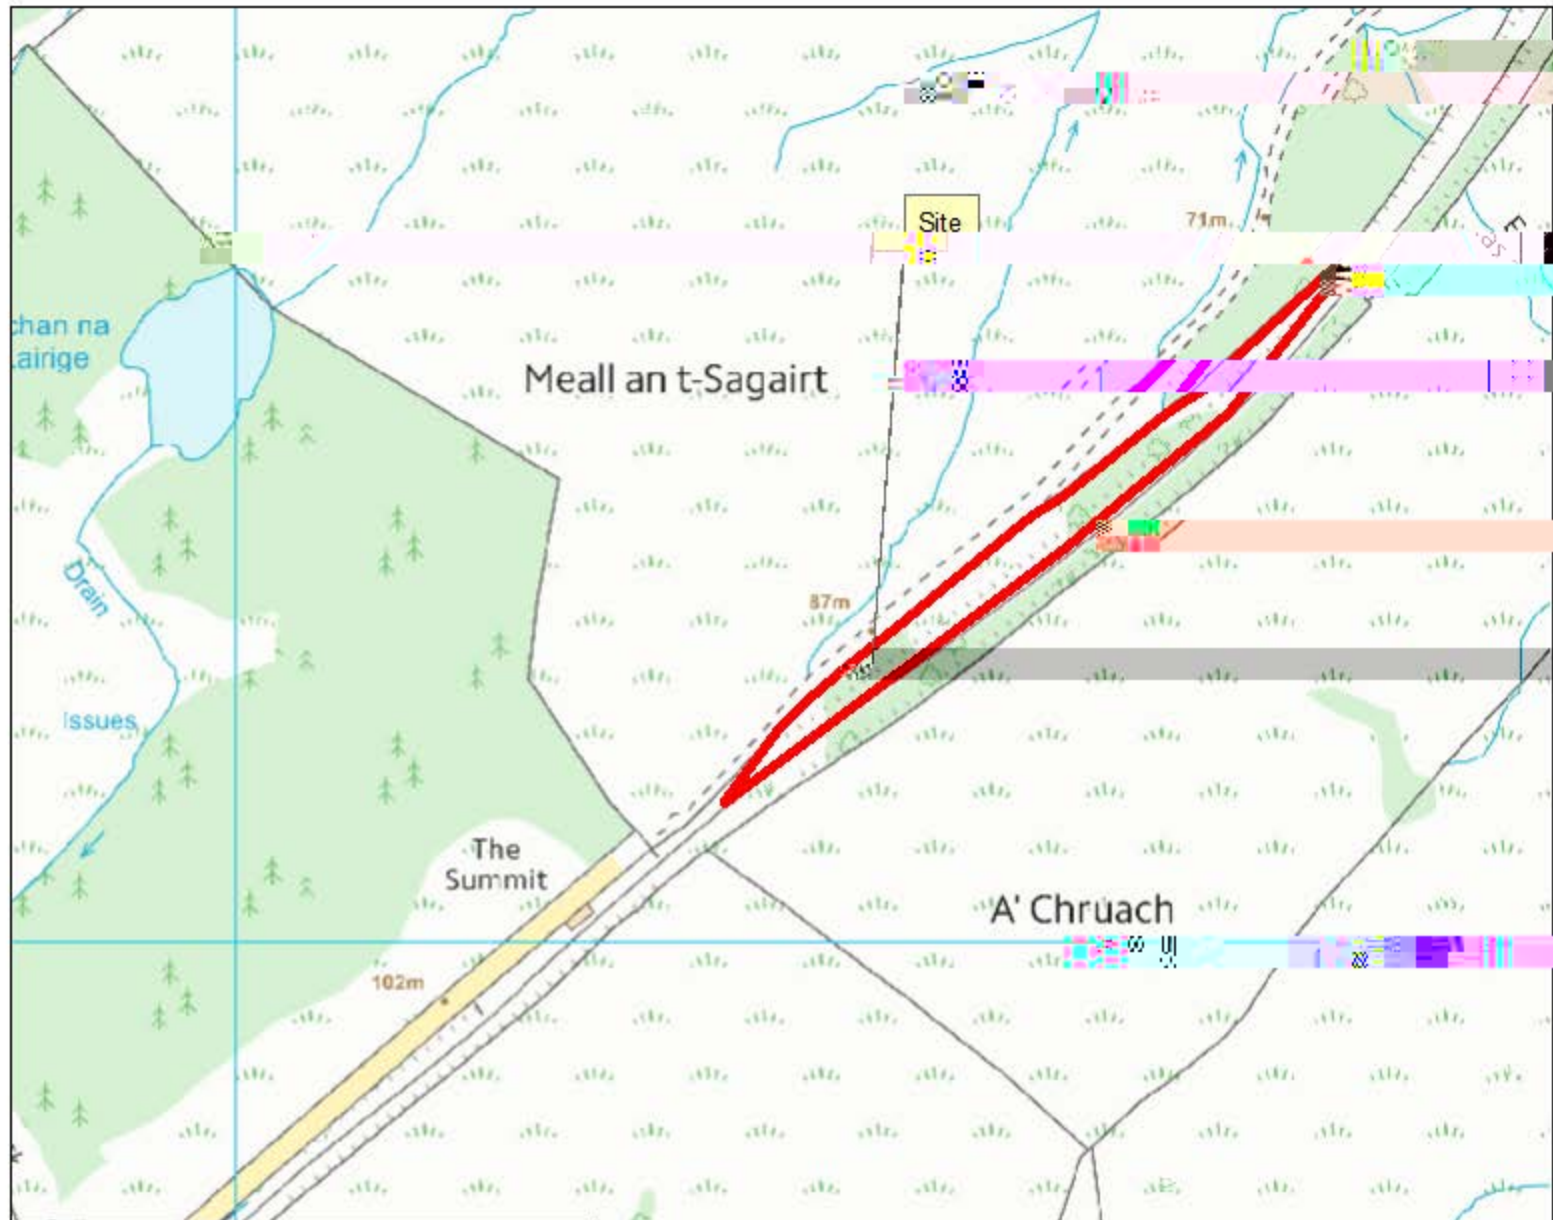 Site
71m
chan na
airige
Meall an t-Sagairt
87m
Drain
Issues
The
Summit
A' Chruach
102m